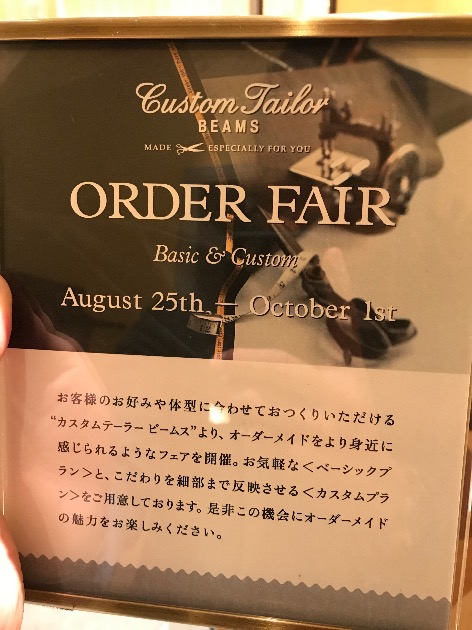 Custom Tailor
BEAMS
MADE ESPECIALLY FOR YOU
ORDER FAIR
Basic & Custom
August 25th. — October 1st
お客様のお好みや体型に合わせておつくりいただける
“カスタムテーラー ビームス”より、オーダーメイドをより身近に
感じられるようなフェアを開催。お気軽な<ベーシックプ
ラン>と、こだわりを細部まで反映させる<カスタムプラ
ン>をご用意しております。是非この機会にオーダーメイド
の魅力をお楽しみください。